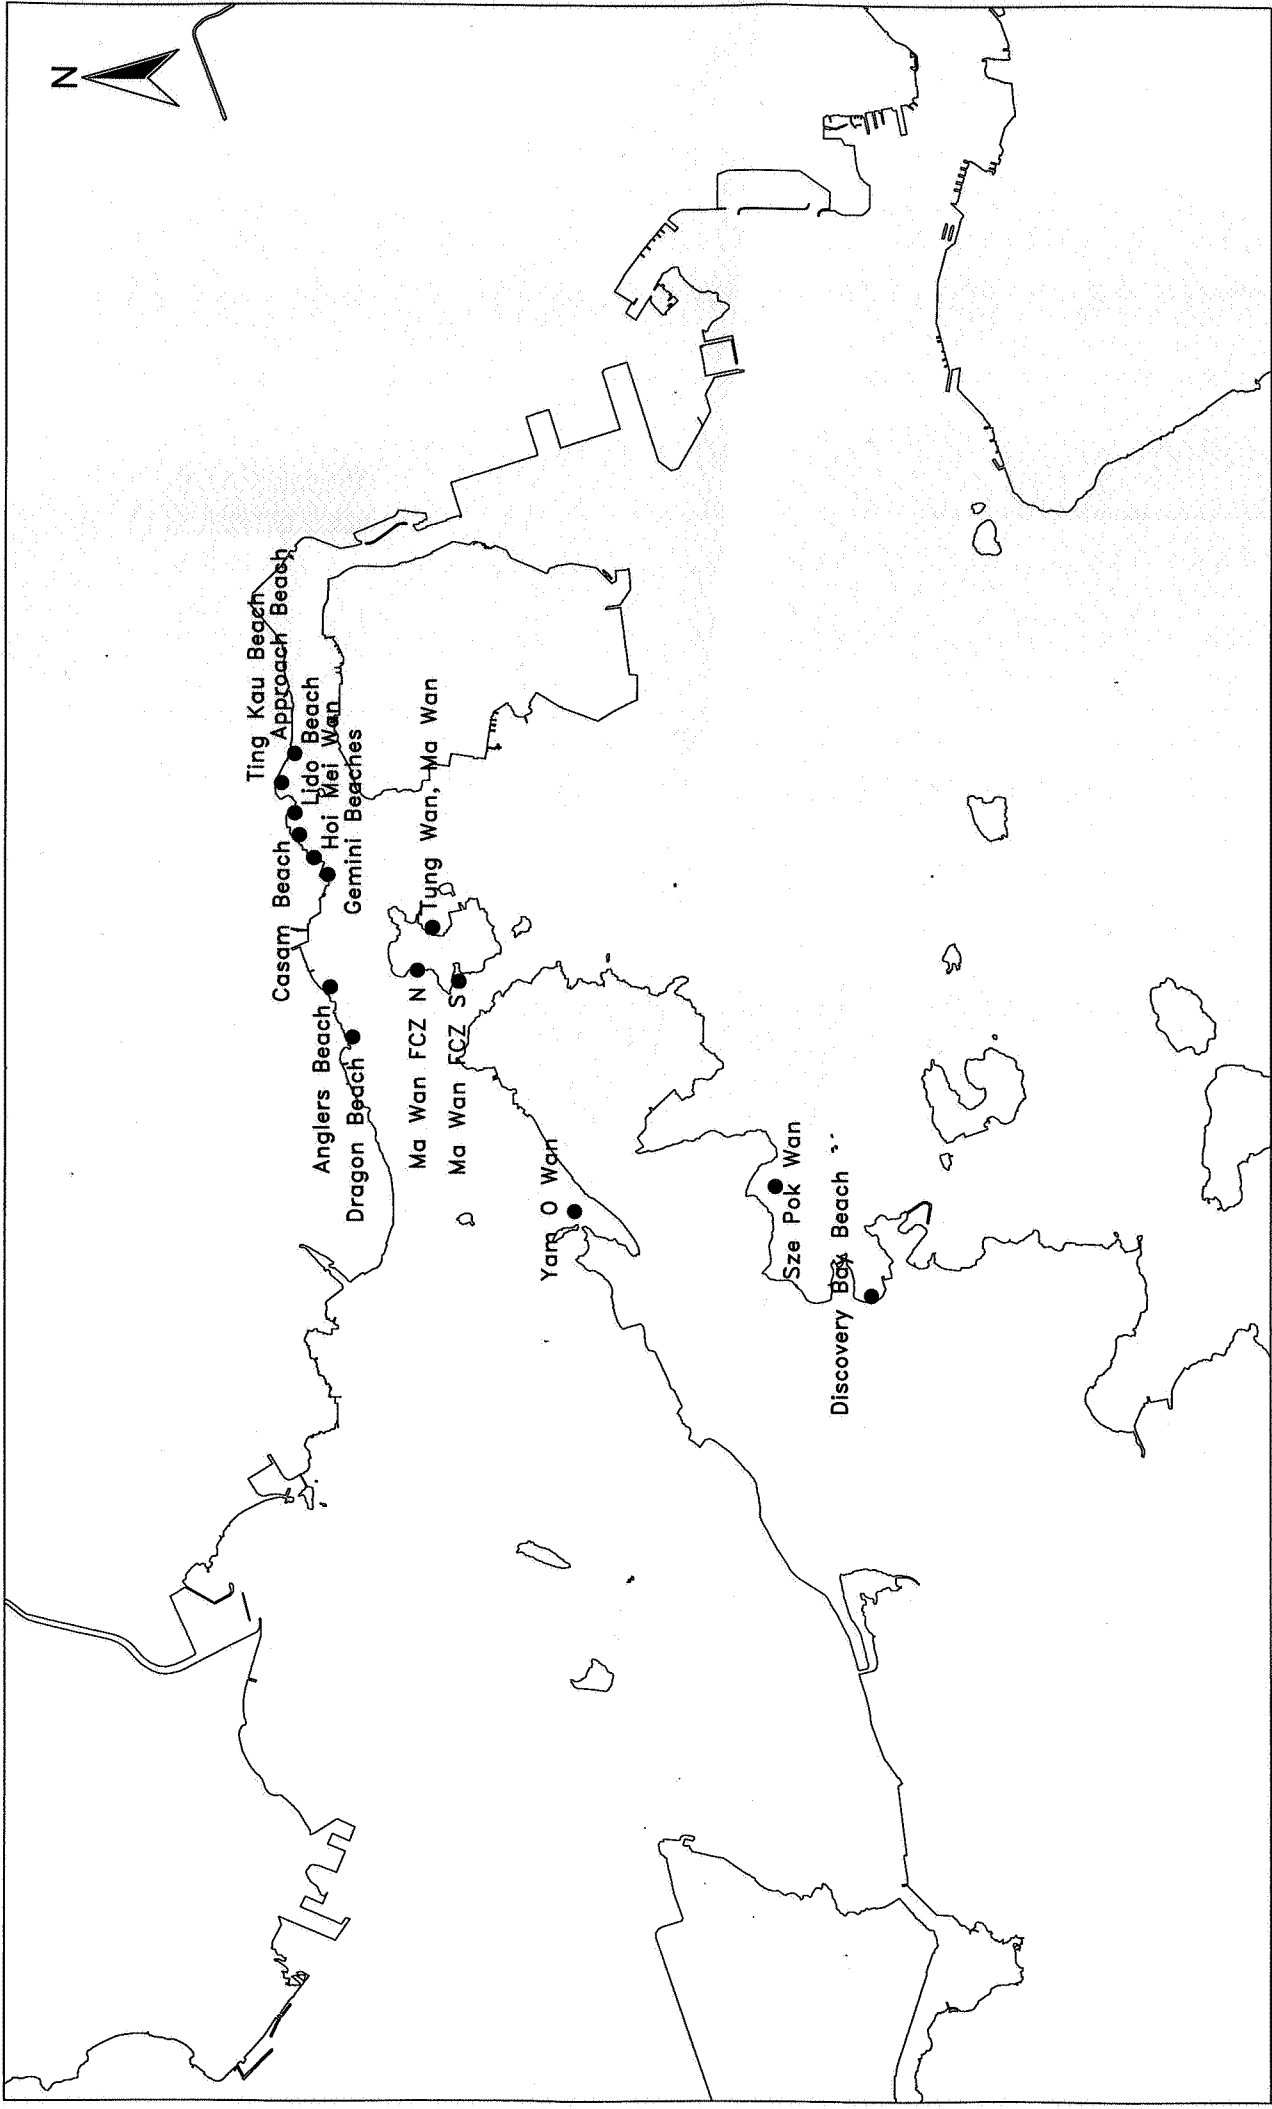 N
Ting Kau Beach
Approach Beach
Lido Beach
Hoi Mei Wan
Gemini Beaches
Casam Beach
Tung Wan, Ma Wan
Anglers Beach
Dragon Beach
Ma Wan FCZ N
Ma Wan FCZ S
Yam O Wan
Sze Pok Wan
Discovery Bay Beach